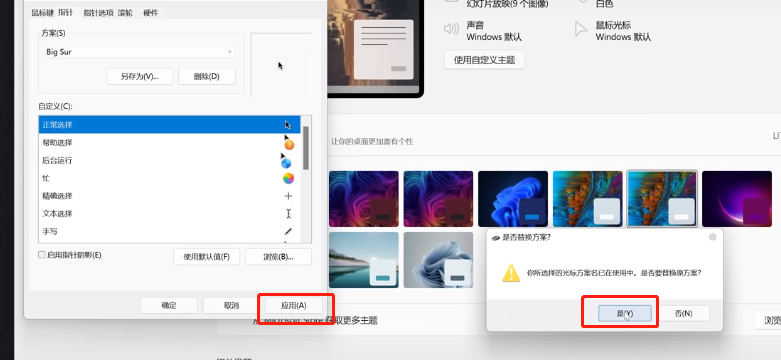 鼠标键 指针 指针选项 滚轮 硬件
方案(S)
Big Sur
另存为(V)...
删除(D)
自定义(C):
正常选择
帮助选择
后台运行
忙
精确选择
文本选择
手写
启用指针阴影(E)
使用默认值(F)
浏览(B)...
确定
取消
应用(A)
幻灯片放映(9 个图像)
白色
声音
Windows 默认
鼠标光标
Windows 默认
使用自定义主题
让你的桌面更加富有个性
是否替换方案?
你所选择的光标方案名已在使用中。是否要替换原方案?
是(Y)
否(N)
Microsoft Store 获取更多主题
浏览